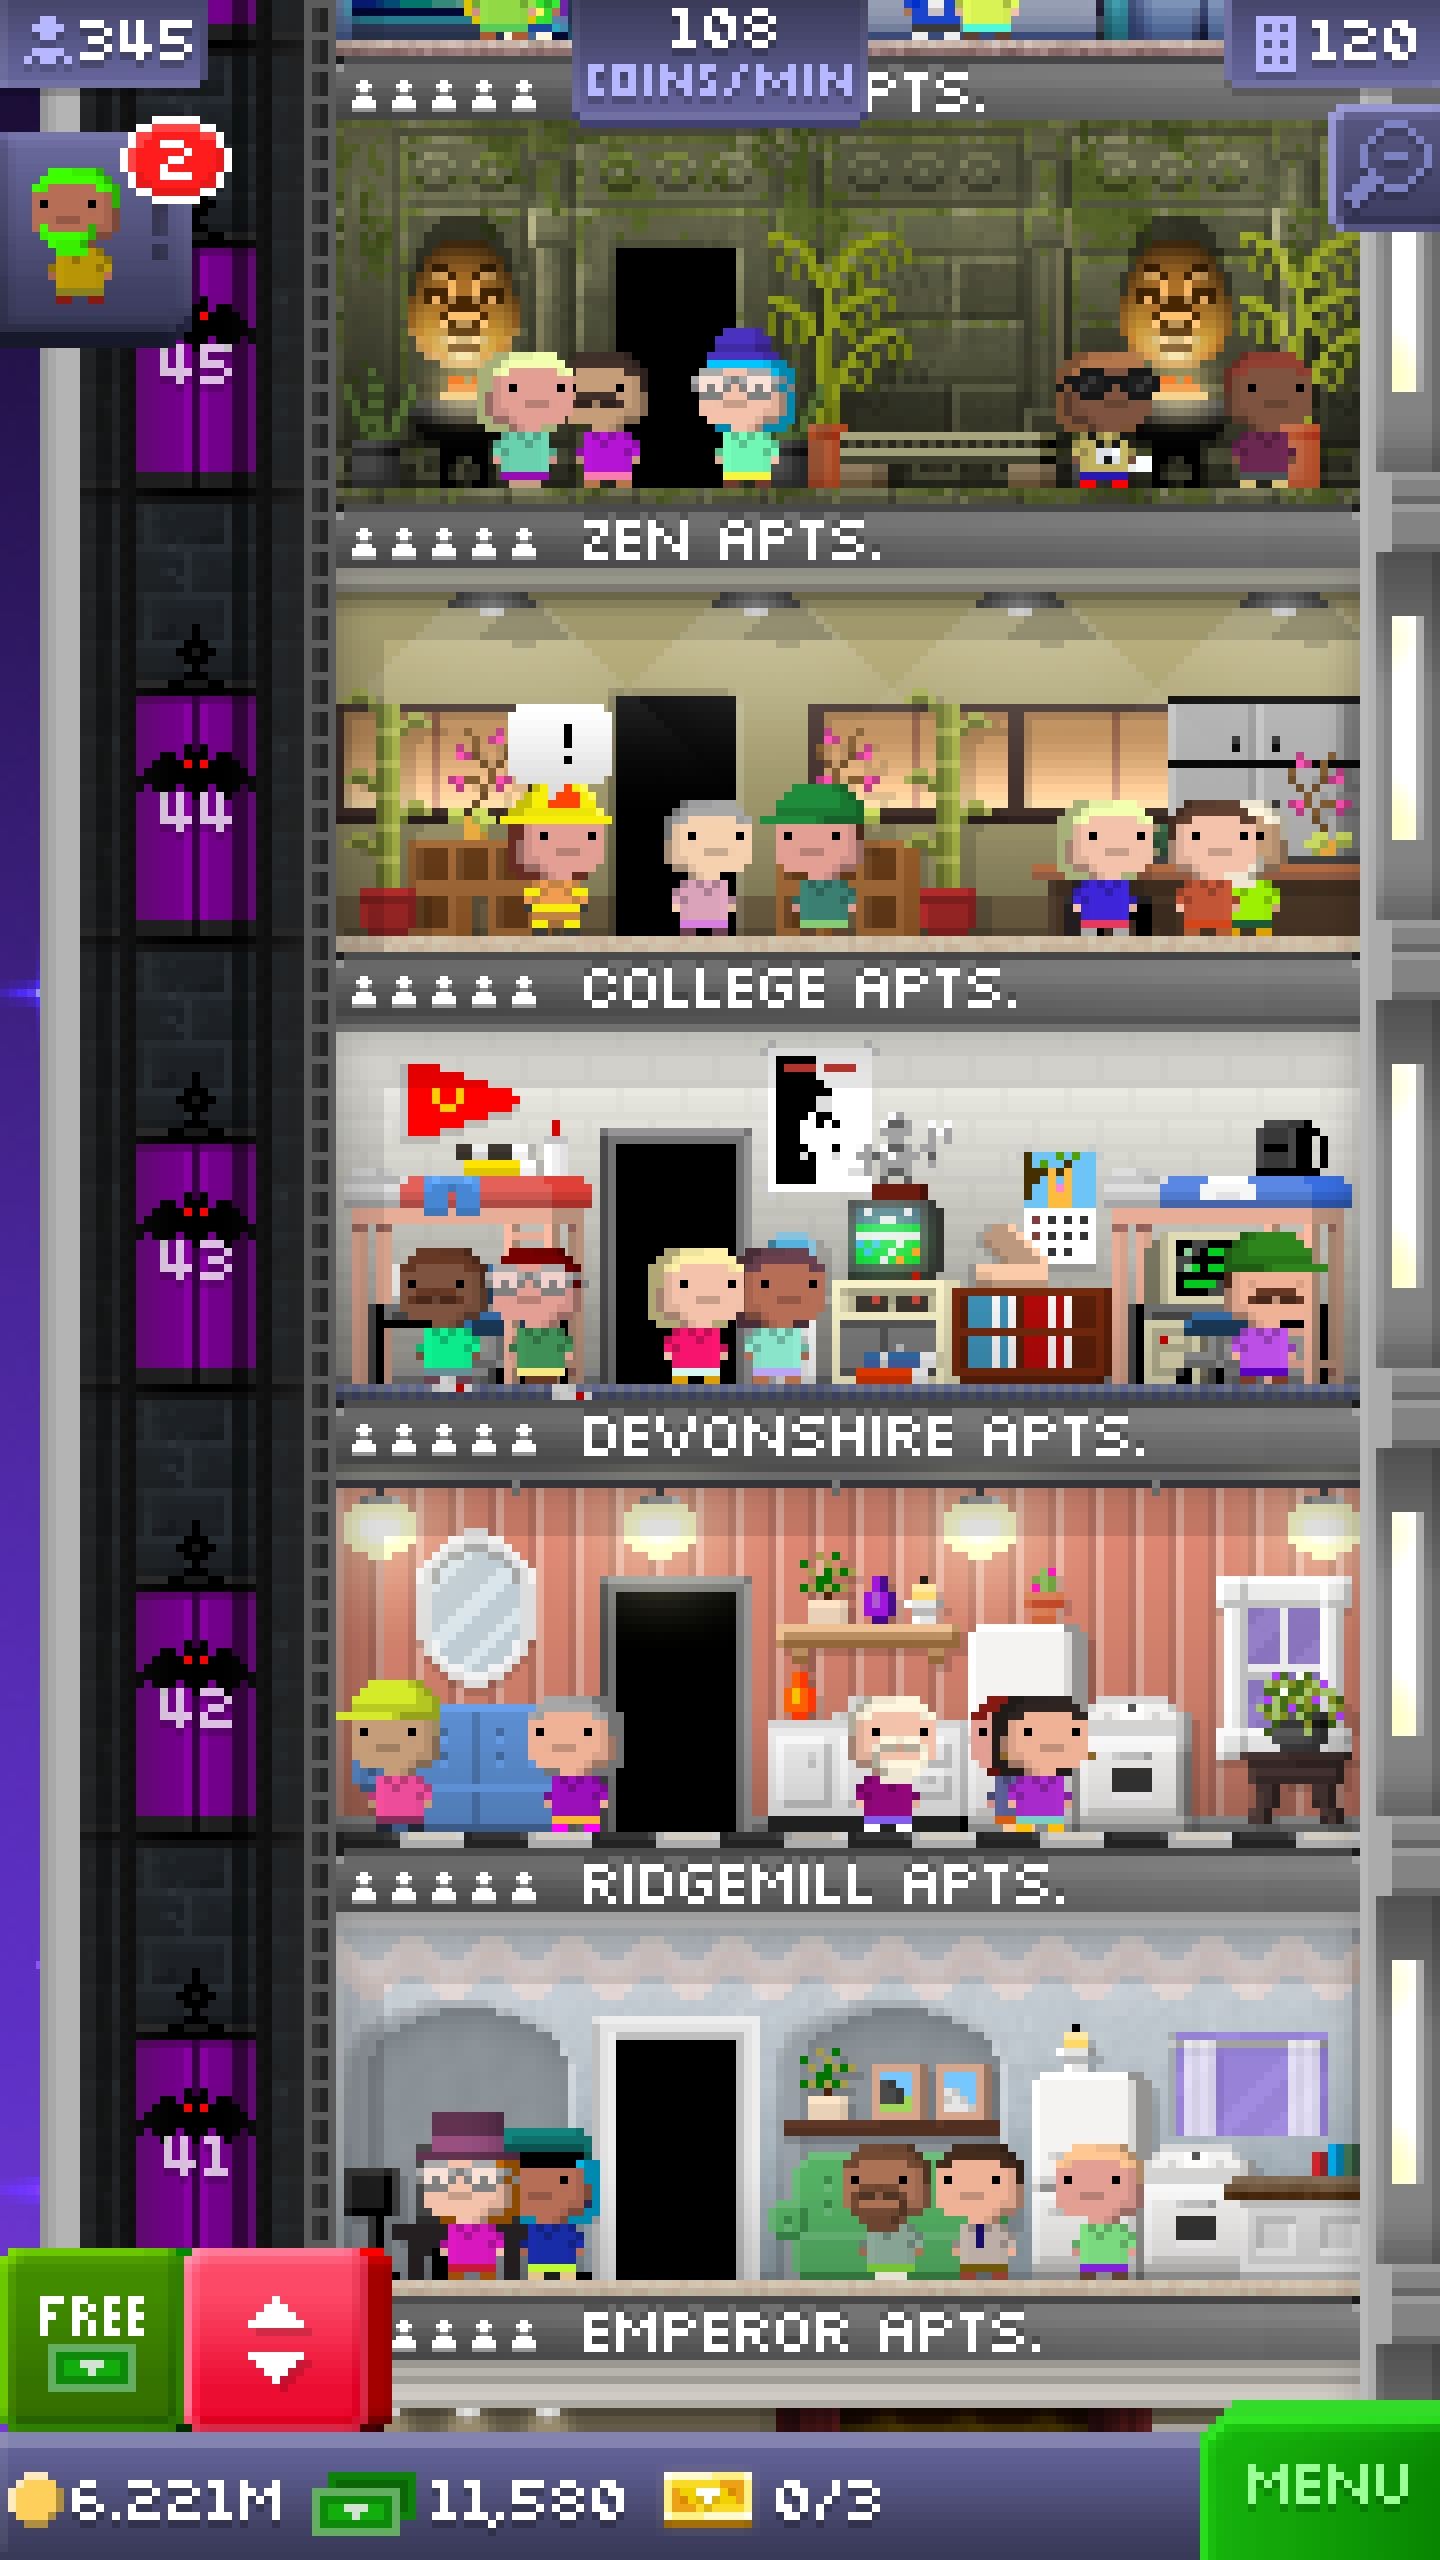 345
108
COINS/MIN
120
2
PTS.
45
ZEN APTS.
!
44
COLLEGE APTS.
43
DEVONSHIRE APTS.
42
RIDGEMILL APTS.
41
FREE
EMPEROR APTS.
6.221M
11,580
0/3
MENU